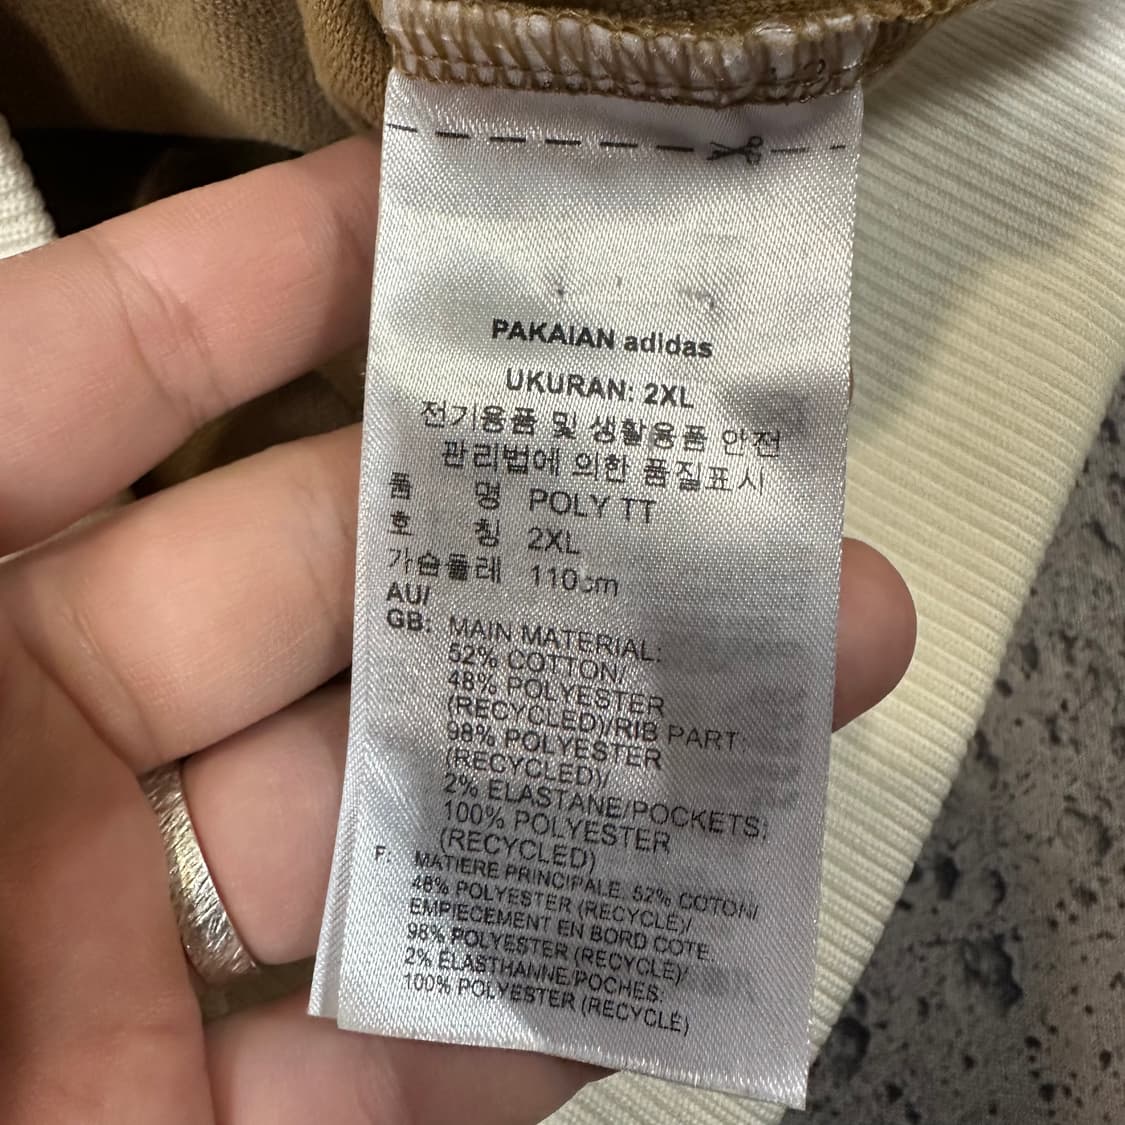 PAKAIAN adidas
UKURAN: 2XL
전기용품 및 생활용품 안전
관리법에 의한 품질표시
품 명 POLY TT
호 칭 2XL
가슴둘레 110cm
AU/
GB: MAIN MATERIAL:
52% COTTON/
48% POLYESTER
(RECYCLED)/RIB PART:
98% POLYESTER
(RECYCLED)/
2% ELASTANE/POCKETS:
100% POLYESTER
(RECYCLED)
F: MATIERE PRINCIPALE: 52% COTON/
48% POLYESTER (RECYCLÉ)/
EMPIECEMENT EN BORD COTE:
98% POLYESTER (RECYCLÉ)/
2% ELASTHANNE/POCHES:
100% POLYESTER (RECYCLÉ)